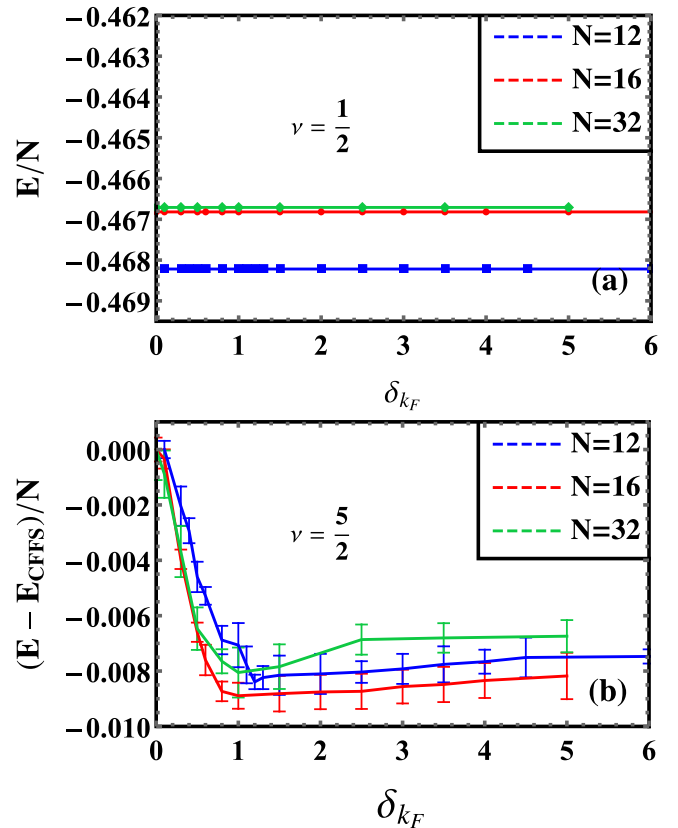 −0.462
−0.463
−0.464
−0.465
−0.466
−0.467
−0.468
−0.469
E/N
N=12
N=16
N=32
ν = 1/2
(a)
0 1 2 3 4 5 6
δ_{k_F}
0.000
−0.002
−0.004
−0.006
−0.008
−0.010
(E − E_{CFFS})/N
N=12
N=16
N=32
ν = 5/2
(b)
0 1 2 3 4 5 6
δ_{k_F}